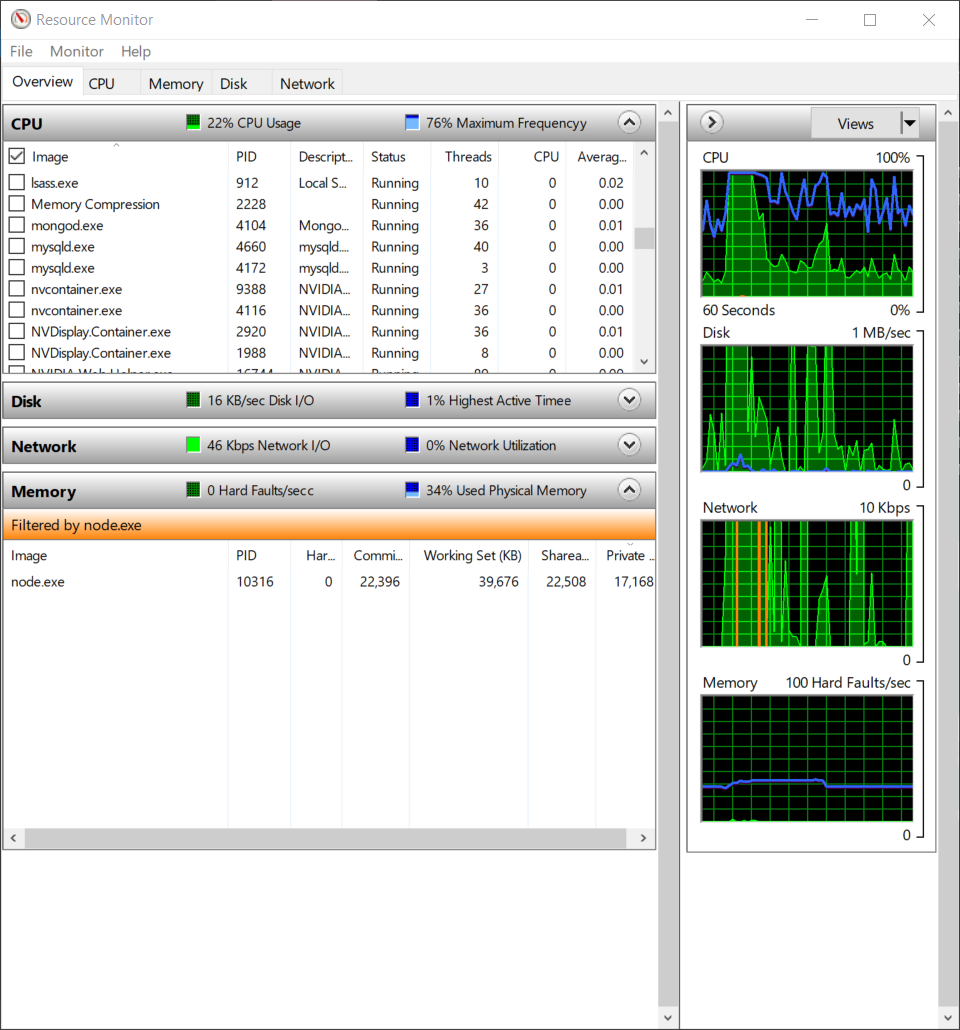 Resource Monitor
File Monitor Help
Overview CPU Memory Disk Network
CPU 22% CPU Usage 76% Maximum Frequencyy
Image PID Descript... Status Threads CPU Averag...
lsass.exe 912 Local S... Running 10 0 0.02
Memory Compression 2228 Running 42 0 0.00
mongod.exe 4104 Mongo... Running 36 0 0.01
mysqld.exe 4660 mysqld.... Running 40 0 0.00
mysqld.exe 4172 mysqld.... Running 3 0 0.00
nvcontainer.exe 9388 NVIDIA... Running 27 0 0.01
nvcontainer.exe 4116 NVIDIA... Running 36 0 0.00
NVDisplay.Container.exe 2920 NVIDIA... Running 36 0 0.01
NVDisplay.Container.exe 1988 NVIDIA... Running 8 0 0.00
Disk 16 KB/sec Disk I/O 1% Highest Active Timee
Network 46 Kbps Network I/O 0% Network Utilization
Memory 0 Hard Faults/secc 34% Used Physical Memory
Filtered by node.exe
Image PID Har... Commi... Working Set (KB) Sharea... Private ...
node.exe 10316 0 22,396 39,676 22,508 17,168
Views
CPU 100%
60 Seconds 0%
Disk 1 MB/sec
0
Network 10 Kbps
0
Memory 100 Hard Faults/sec
0